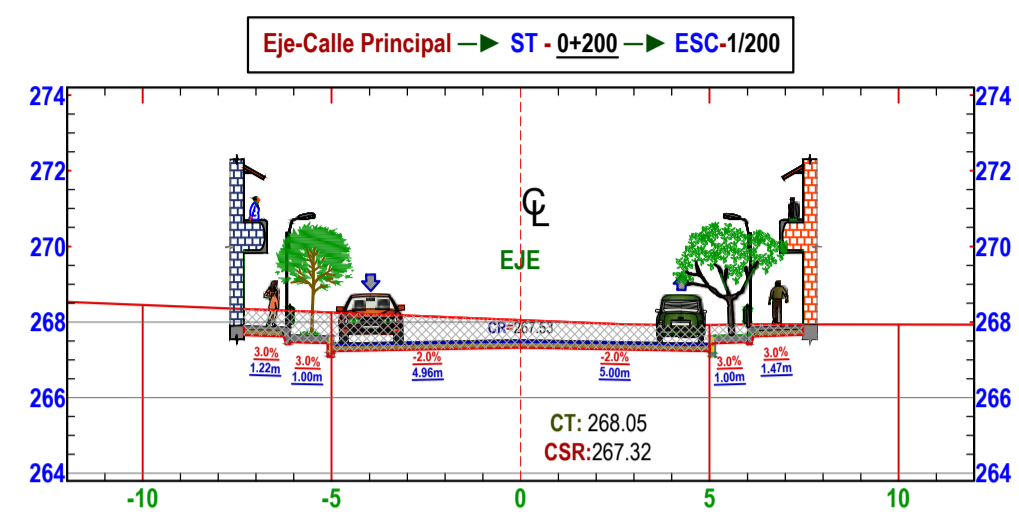 Eje-Calle Principal ST - 0+200 ESC-1/200
274 274
272 272
CL
270 270
EJE
268 CR=267.53 268
3.0% 3.0% -2.0% -2.0% 3.0% 3.0%
1.22m 1.00m 4.96m 5.00m 1.00m 1.47m
266 266
CT: 268.05
CSR:267.32
264 264
-10 -5 0 5 10